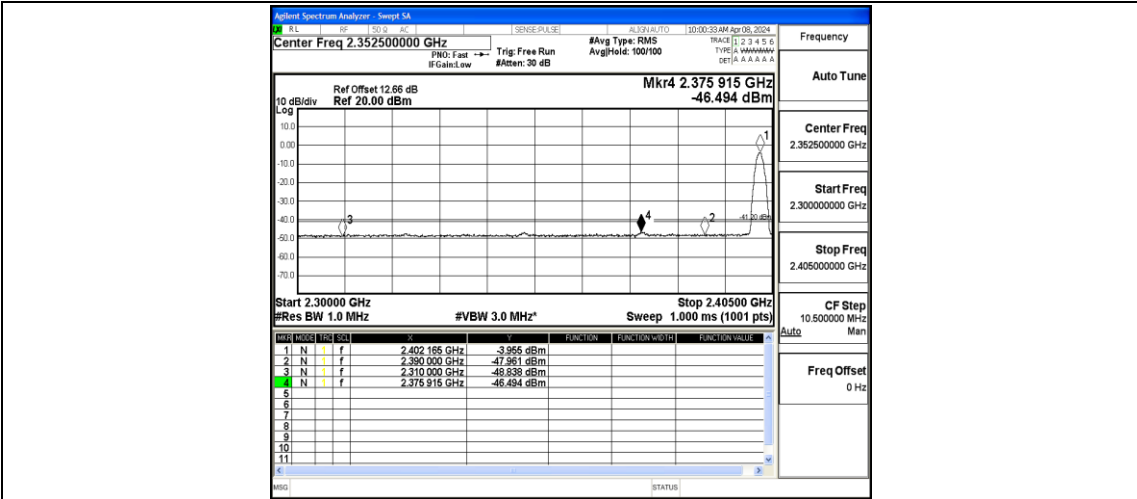 Agilent Spectrum Analyzer - Swept SA
RL RF 50 Ω AC SENSE:PULSE ALIGN AUTO 10:00:33 AM Apr 08, 2024
Center Freq 2.352500000 GHz
#Avg Type: RMS
TRACE 1 2 3 4 5 6
PNO: Fast Trig: Free Run Avg|Hold: 100/100 TYPE A
IFGain:Low #Atten: 30 dB DET A A A A A A
Mkr4 2.375 915 GHz
-46.494 dBm
Ref Offset 12.66 dB
10 dB/div Ref 20.00 dBm
Log
10.0
0.00
-10.0
-20.0
-30.0
-40.0
-50.0
-60.0
-70.0
1
3
4
2
-41.20 dBm
Start 2.30000 GHz Stop 2.40500 GHz
#Res BW 1.0 MHz #VBW 3.0 MHz* Sweep 1.000 ms (1001 pts)
MKR MODE TRC SCL X Y FUNCTION FUNCTION WIDTH FUNCTION VALUE
1 N 1 f 2.402 165 GHz -3.955 dBm
2 N 1 f 2.390 000 GHz -47.961 dBm
3 N 1 f 2.310 000 GHz -48.838 dBm
4 N 1 f 2.375 915 GHz -46.494 dBm
5
6
7
8
9
10
11
MSG STATUS
Frequency
Auto Tune
Center Freq
2.352500000 GHz
Start Freq
2.300000000 GHz
Stop Freq
2.405000000 GHz
CF Step
10.500000 MHz
Auto Man
Freq Offset
0 Hz